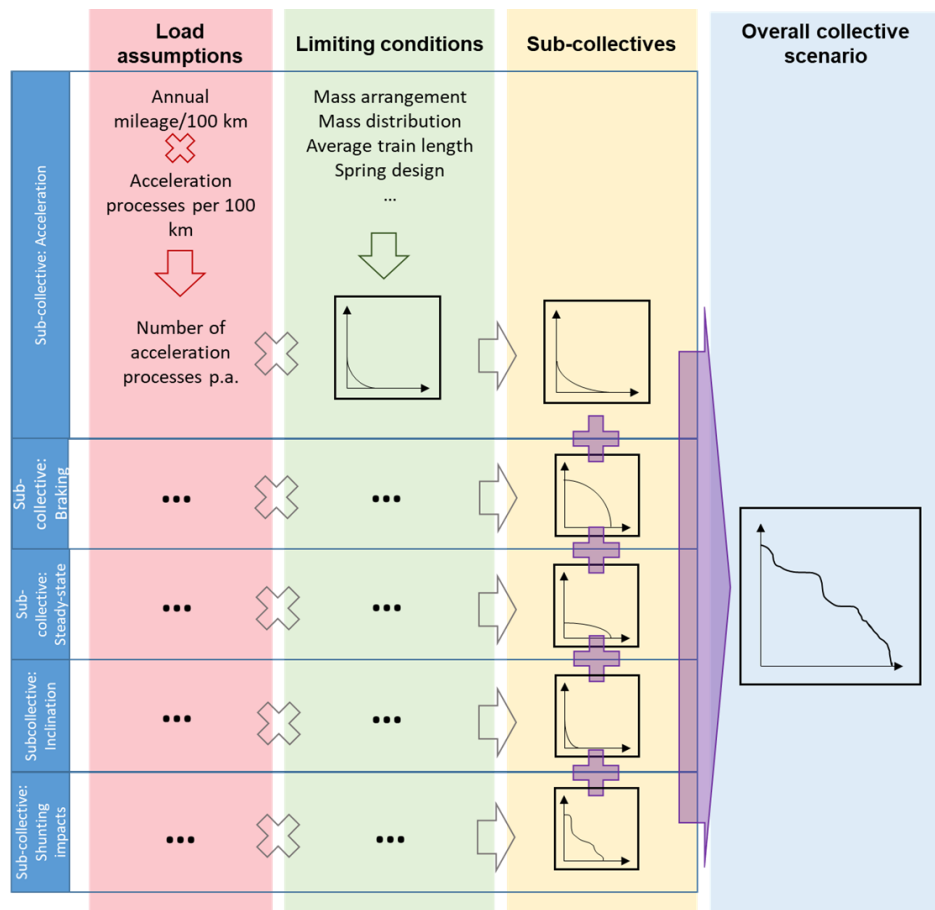 Load
assumptions
Limiting conditions
Sub-collectives
Overall collective
scenario
Sub-collective: Acceleration
Annual
mileage/100 km
Acceleration
processes per 100
km
Number of
acceleration
processes p.a.
Mass arrangement
Mass distribution
Average train length
Spring design
...
Sub-
collective:
Braking
...
...
Sub-
collective:
Steady-state
...
...
Subcollective:
Inclination
...
...
Sub-collective:
Shunting
impacts
...
...